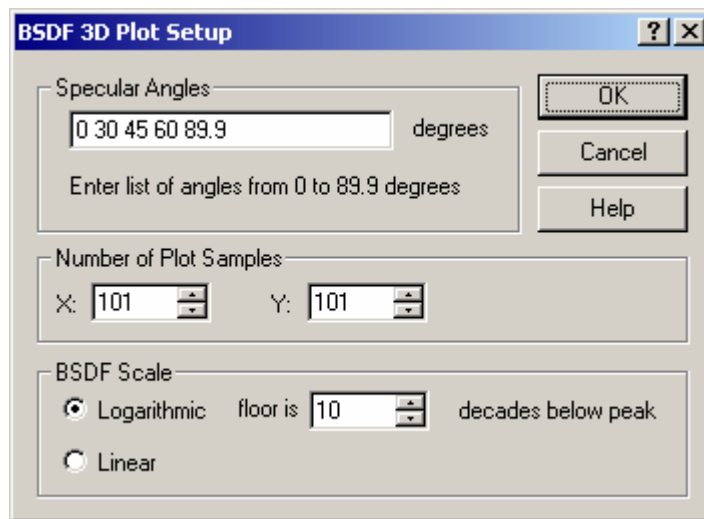 BSDF 3D Plot Setup
Specular Angles
0 30 45 60 89.9 degrees
Enter list of angles from 0 to 89.9 degrees
OK
Cancel
Help
Number of Plot Samples
X: 101 Y: 101
BSDF Scale
Logarithmic floor is 10 decades below peak
Linear